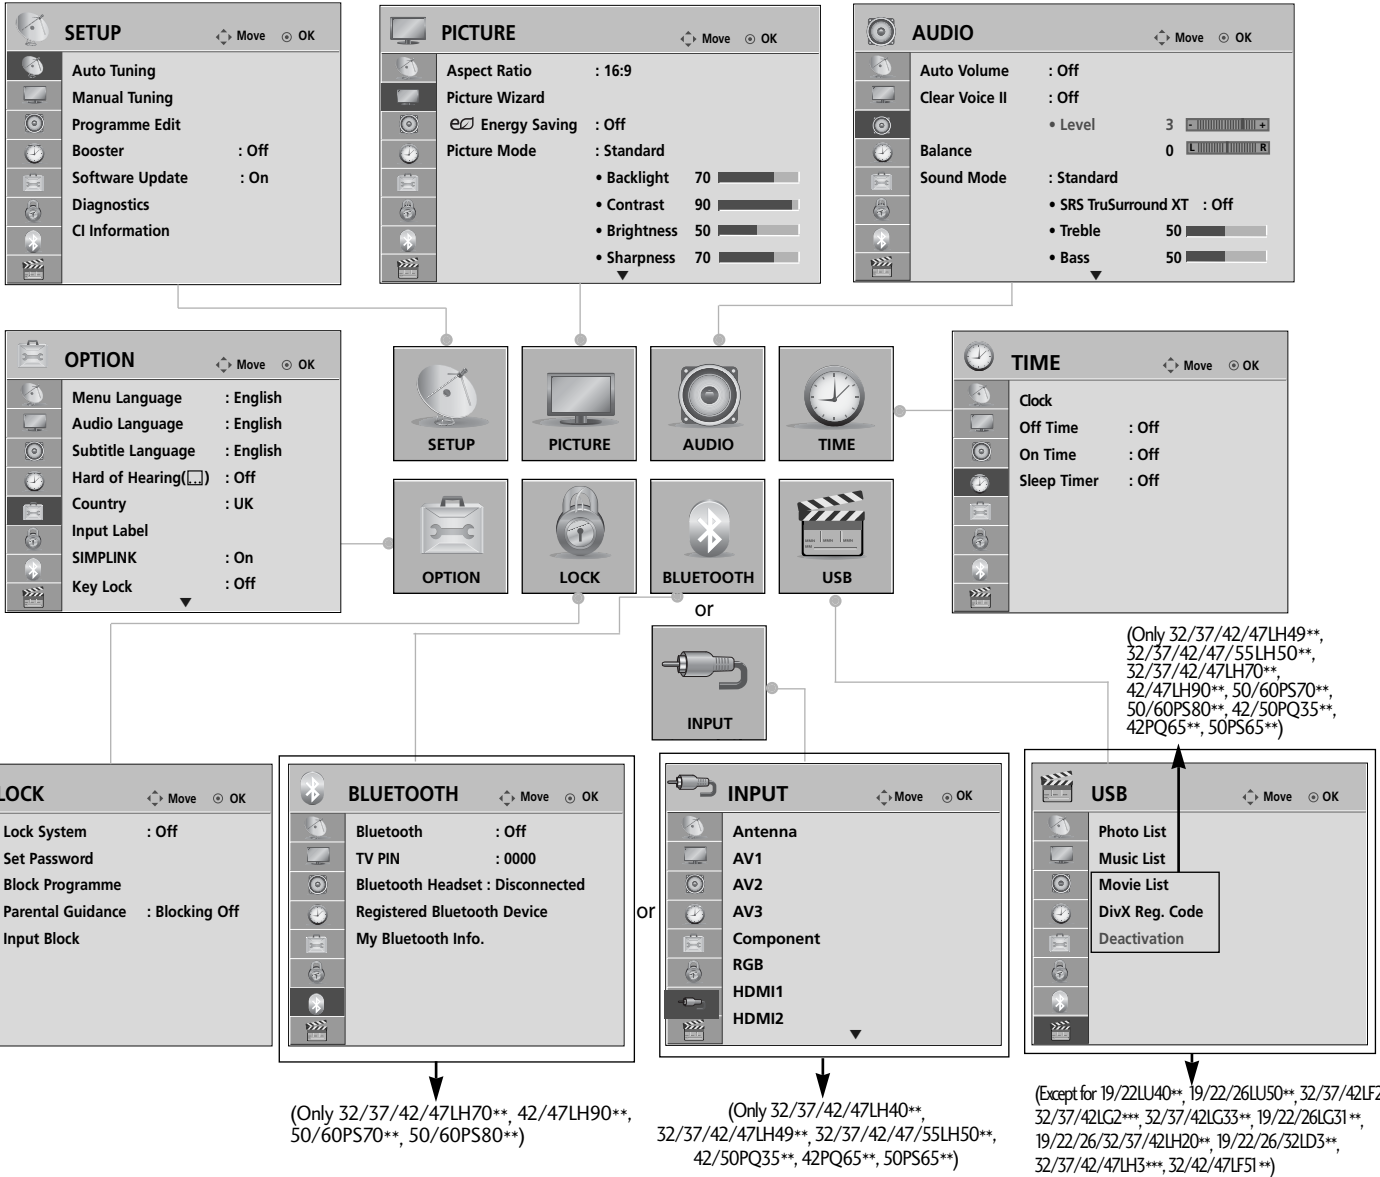 SETUP
Move OK
Auto Tuning
Manual Tuning
Programme Edit
Booster : Off
Software Update : On
Diagnostics
CI Information
PICTURE
Move OK
Aspect Ratio : 16:9
Picture Wizard
Energy Saving : Off
Picture Mode : Standard
• Backlight 70
• Contrast 90
• Brightness 50
• Sharpness 70
AUDIO
Move OK
Auto Volume : Off
Clear Voice II : Off
• Level 3 - +
Balance 0 L R
Sound Mode : Standard
• SRS TruSurround XT : Off
• Treble 50
• Bass 50
OPTION
Move OK
Menu Language : English
Audio Language : English
Subtitle Language : English
Hard of Hearing( ) : Off
Country : UK
Input Label
SIMPLINK : On
Key Lock : Off
SETUP
PICTURE
AUDIO
TIME
OPTION
LOCK
BLUETOOTH
USB
or
INPUT
TIME
Move OK
Clock
Off Time : Off
On Time : Off
Sleep Timer : Off
(Only 32/37/42/47LH49**,
32/37/42/47/55LH50**,
32/37/42/47LH70**,
42/47LH90**, 50/60PS70**,
50/60PS80**, 42/50PQ35**,
42PQ65**, 50PS65**)
LOCK
Move OK
Lock System : Off
Set Password
Block Programme
Parental Guidance : Blocking Off
Input Block
BLUETOOTH
Move OK
Bluetooth : Off
TV PIN : 0000
Bluetooth Headset : Disconnected
Registered Bluetooth Device
My Bluetooth Info.
or
INPUT
Move OK
Antenna
AV1
AV2
AV3
Component
RGB
HDMI1
HDMI2
USB
Move OK
Photo List
Music List
Movie List
DivX Reg. Code
Deactivation
(Only 32/37/42/47LH70**, 42/47LH90**,
50/60PS70**, 50/60PS80**)
(Only 32/37/42/47LH40**,
32/37/42/47LH49**, 32/37/42/47/55LH50**,
42/50PQ35**, 42PQ65**, 50PS65**)
(Except for 19/22LU40**, 19/22/26LU50**, 32/37/42LF2
32/37/42LG2***, 32/37/42LG33**, 19/22/26LG31**,
19/22/26/32/37/42LH20**, 19/22/26/32LD3**,
32/37/42/47LH3***, 32/42/47LF51**)